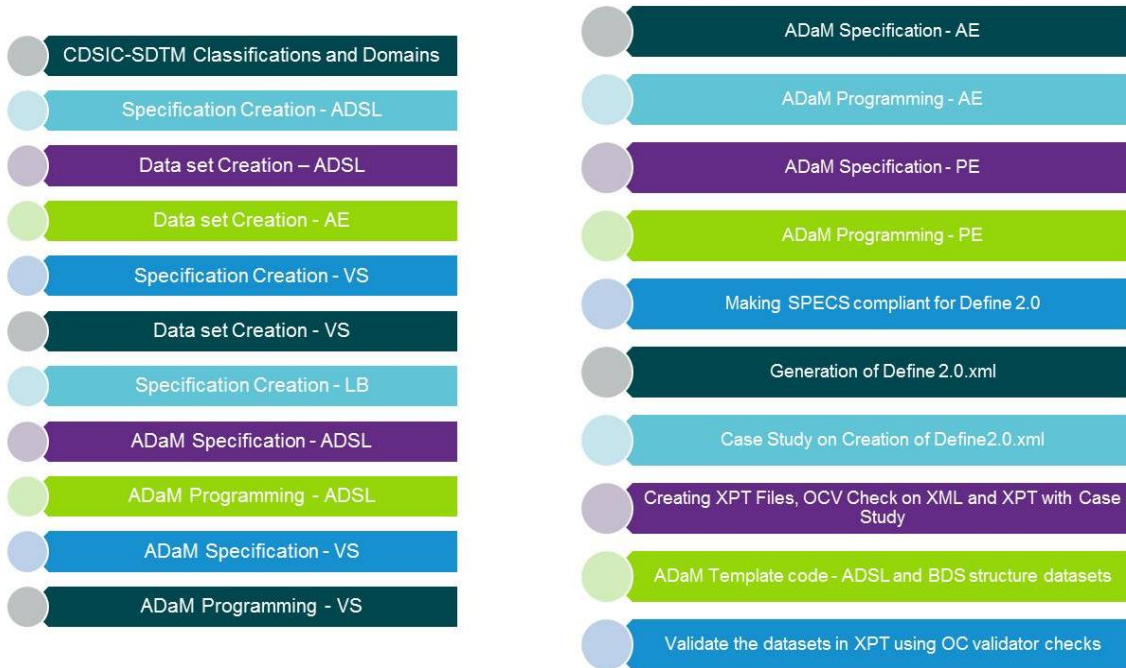 CDSIC-SDTM Classifications and Domains
Specification Creation - ADSL
Data set Creation – ADSL
Data set Creation - AE
Specification Creation - VS
Data set Creation - VS
Specification Creation - LB
ADaM Specification - ADSL
ADaM Programming - ADSL
ADaM Specification - VS
ADaM Programming - VS
ADaM Specification - AE
ADaM Programming - AE
ADaM Specification - PE
ADaM Programming - PE
Making SPECS compliant for Define 2.0
Generation of Define 2.0.xml
Case Study on Creation of Define2.0.xml
Creating XPT Files, OCV Check on XML and XPT with Case
Study
ADaM Template code - ADSL and BDS structure datasets
Validate the datasets in XPT using OC validator checks